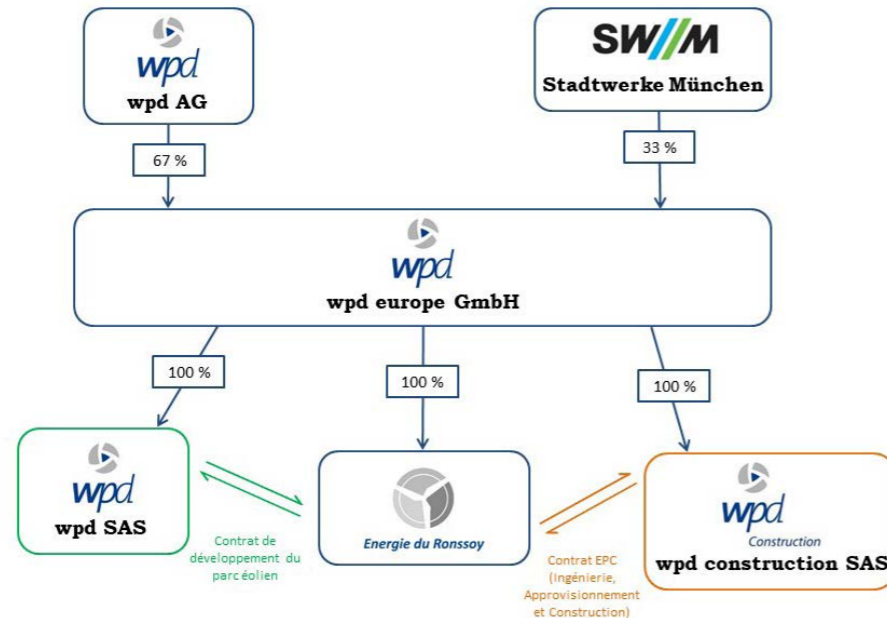 wpd
wpd AG
SW//M
Stadtwerke München
67 %
33 %
wpd
wpd europe GmbH
100 %
100 %
100 %
wpd
wpd SAS
Contrat de
développement du
parc éolien
Energie du Ronssoy
Contrat EPC
(Ingénierie,
Approvisionnement
et Construction)
wpd
Construction
wpd construction SAS